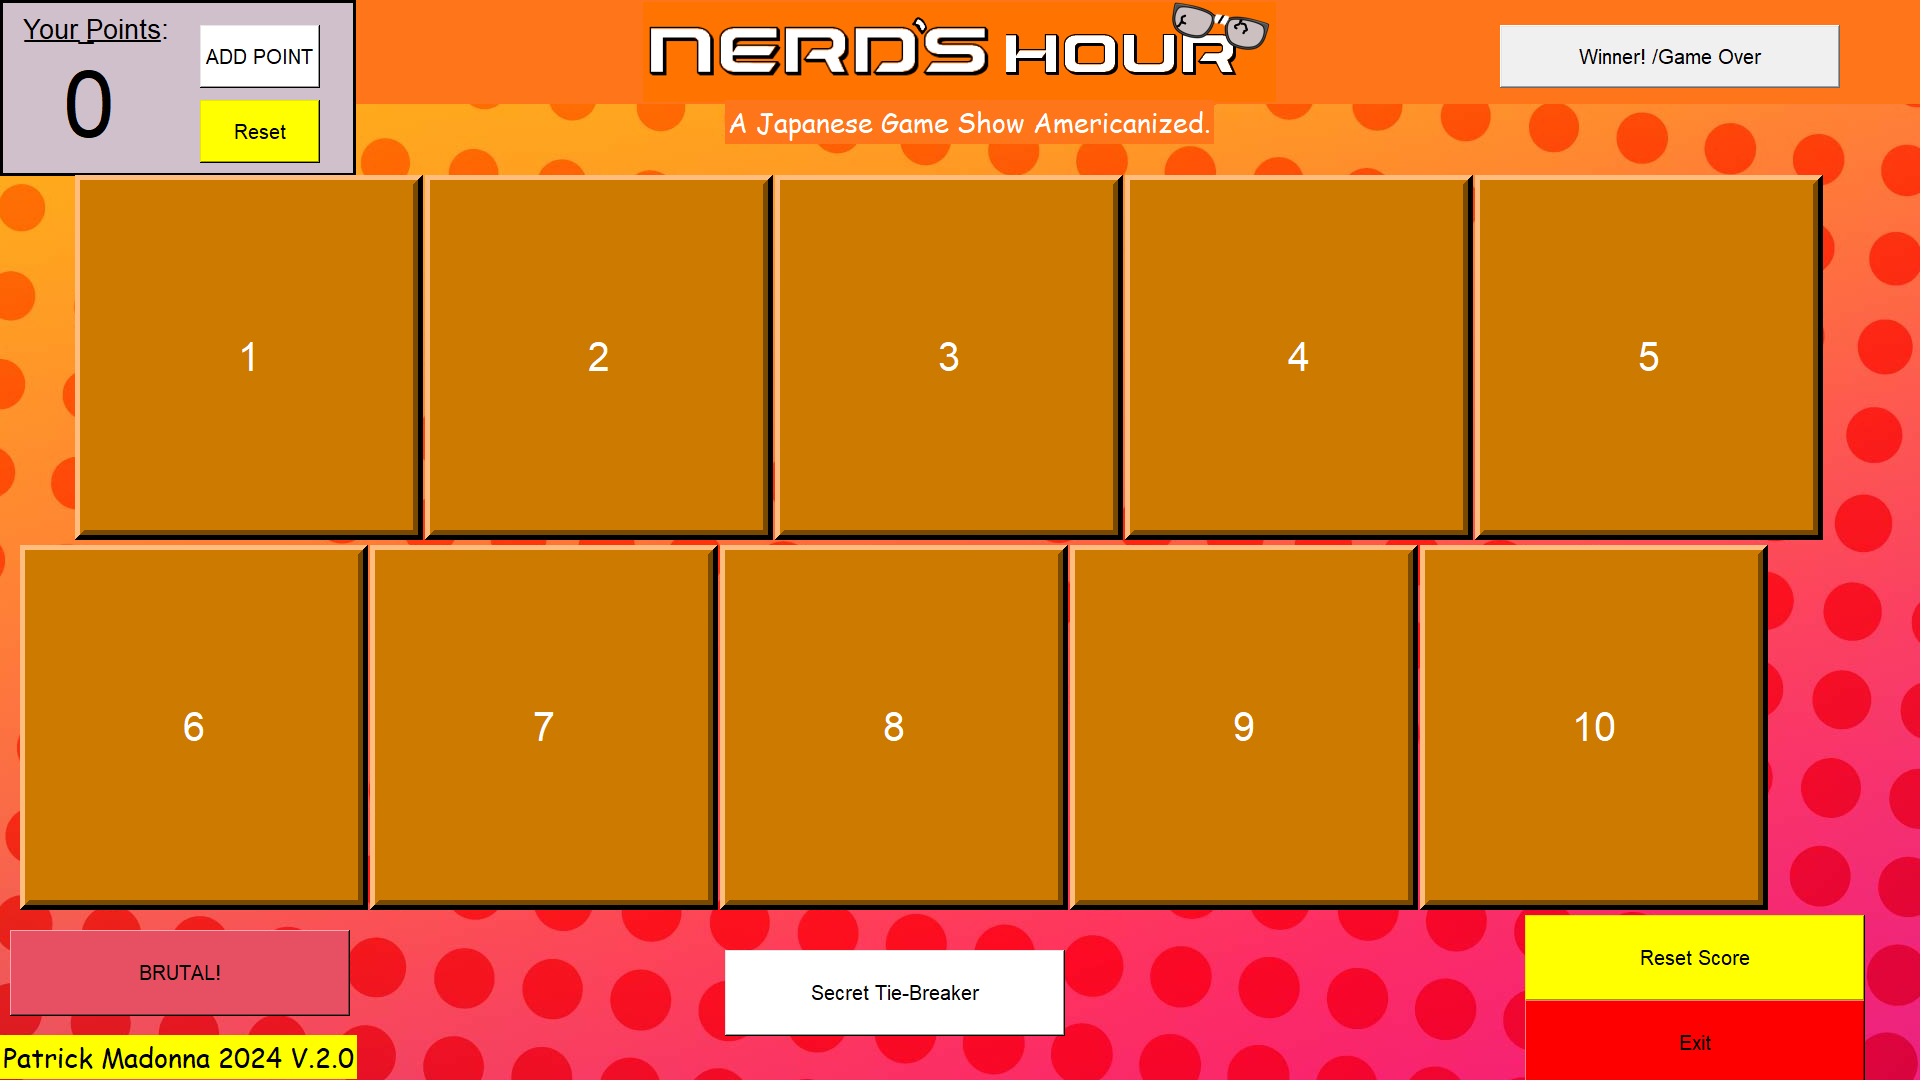 Your Points:
0
ADD POINT
Reset
NERD'S HOUR
A Japanese Game Show Americanized.
Winner! /Game Over
1
2
3
4
5
6
7
8
9
10
BRUTAL!
Secret Tie-Breaker
Reset Score
Exit
Patrick Madonna 2024 V.2.0